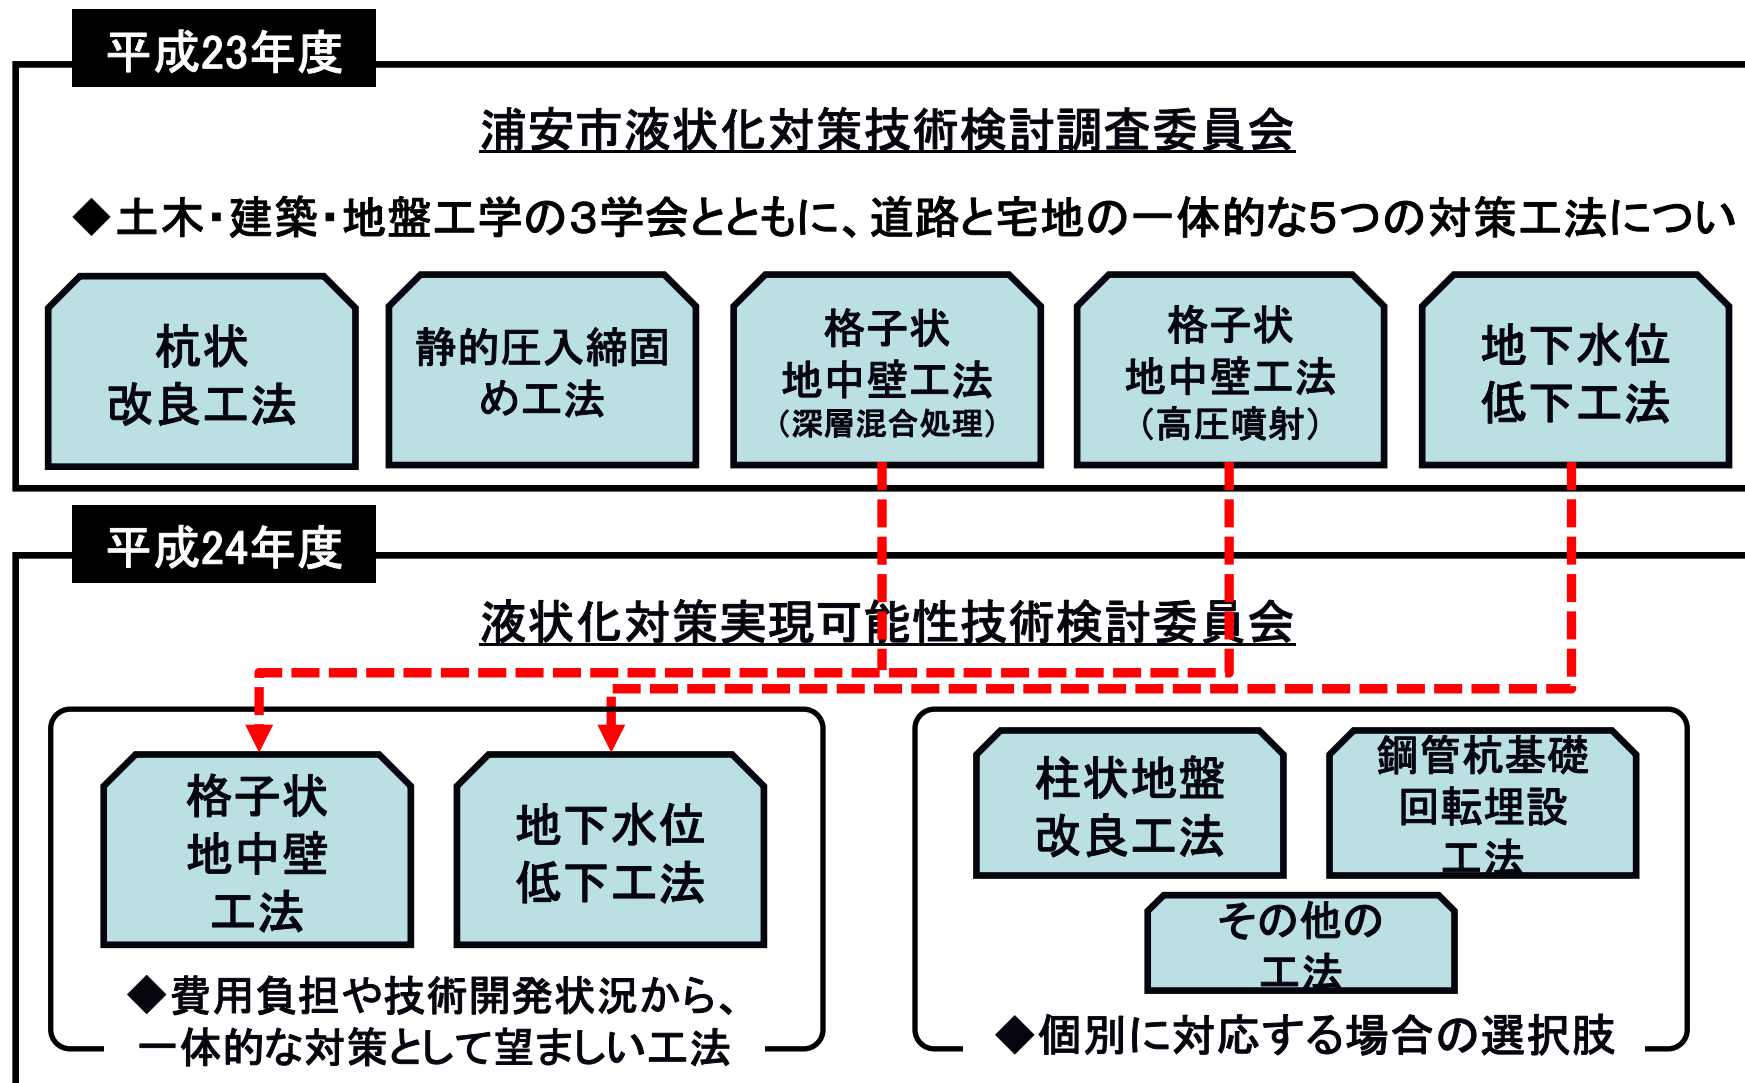 平成23年度
浦安市液状化対策技術検討調査委員会
◆土木・建築・地盤工学の3学会とともに、道路と宅地の一体的な5つの対策工法につい
杭状
改良工法
静的圧入締固
め工法
格子状
地中壁工法
（深層混合処理）
格子状
地中壁工法
（高圧噴射）
地下水位
低下工法
平成24年度
液状化対策実現可能性技術検討委員会
格子状
地中壁
工法
地下水位
低下工法
◆費用負担や技術開発状況から、
一体的な対策として望ましい工法
柱状地盤
改良工法
鋼管杭基礎
回転埋設
工法
その他の
工法
◆個別に対応する場合の選択肢